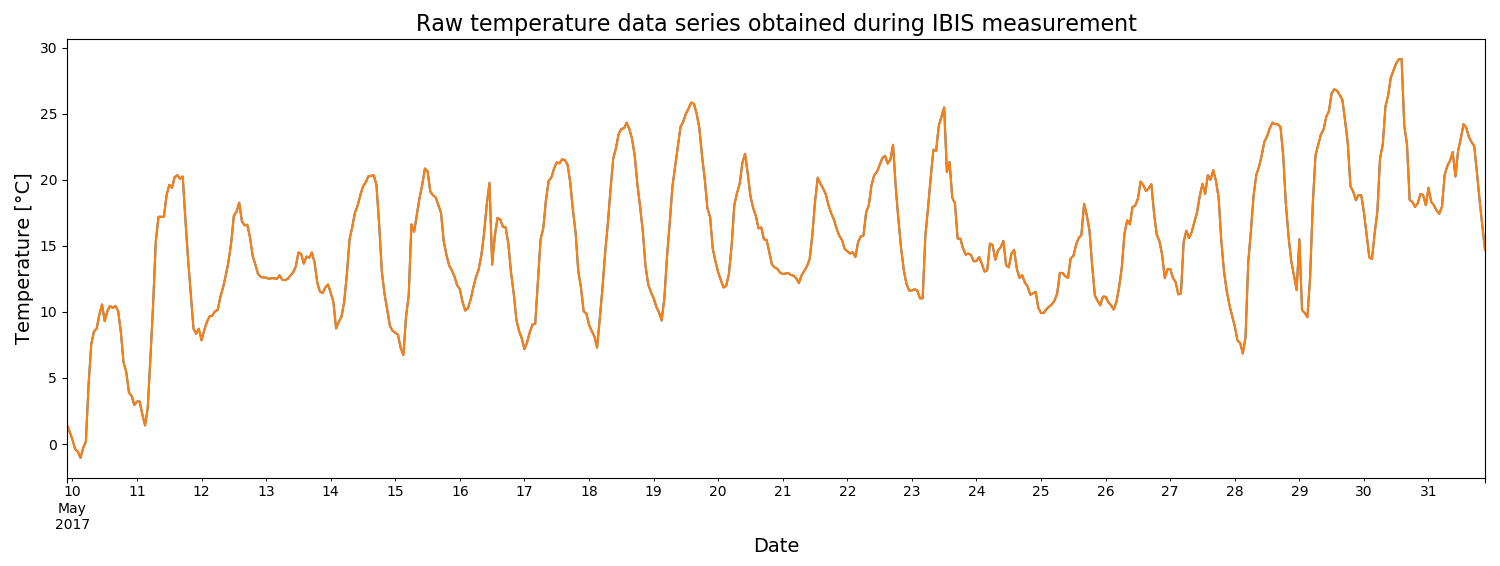 Raw temperature data series obtained during IBIS measurement
30
25
20
15
10
5
0
Temperature [°C]
10 11 12 13 14 15 16 17 18 19 20 21 22 23 24 25 26 27 28 29 30 31
May
2017
Date